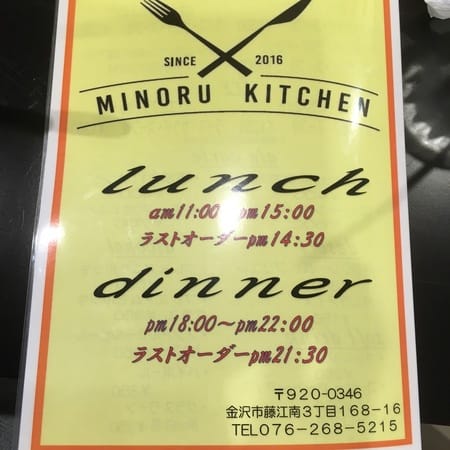 SINCE 2016
MINORU KITCHEN
lunch
am11:00～pm15:00
ラストオーダーpm14:30
dinner
pm18:00～pm22:00
ラストオーダーpm21:30
〒920-0346
金沢市藤江南3丁目168-16
TEL076-268-5215